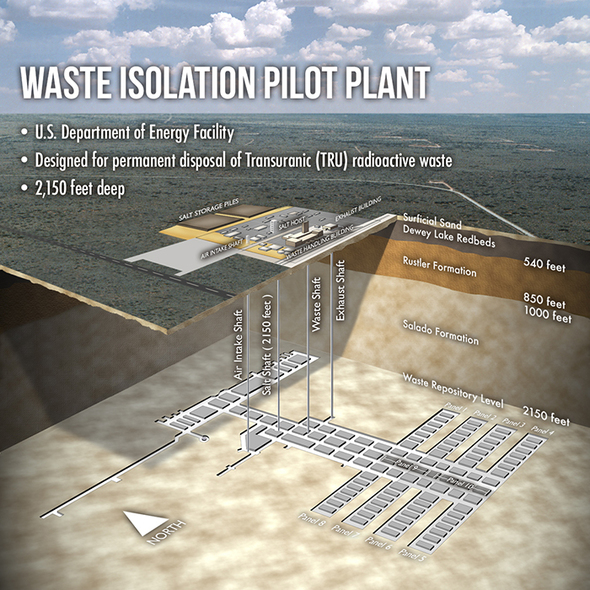 WASTE ISOLATION PILOT PLANT
• U.S. Department of Energy Facility
• Designed for permanent disposal of Transuranic (TRU) radioactive waste
• 2,150 feet deep
SALT STORAGE PILES
SALT HOIST
EXHAUST BUILDING
AIR INTAKE SHAFT
WASTE HANDLING BUILDING
Surficial Sand
Dewey Lake Redbeds
540 feet
Rustler Formation
850 feet
1000 feet
Salado Formation
Waste Repository Level
2150 feet
Air Intake Shaft
Salt Shaft ( 2150 feet )
Waste Shaft
Exhaust Shaft
Panel 1
Panel 2
Panel 3
Panel 4
Panel 9
Panel 10
Panel 8
Panel 7
Panel 6
Panel 5
NORTH